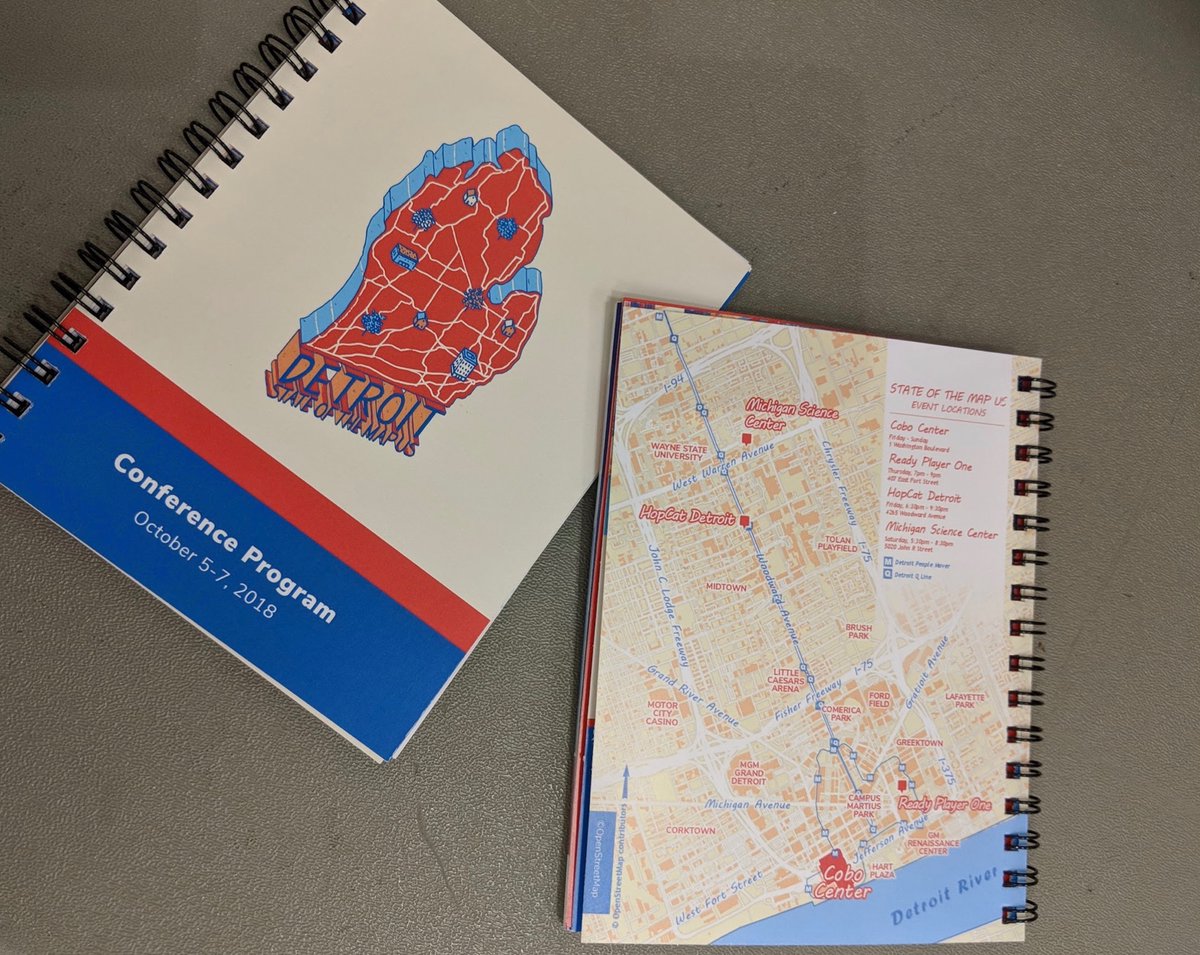 DETROIT
STATE OF THE MAP US
Conference Program
October 5-7, 2018
STATE OF THE MAP US
EVENT LOCATIONS
Cobo Center
Friday - Sunday
1 Washington Boulevard
Ready Player One
Thursday, 7pm - 9pm
407 East Fort Street
HopCat Detroit
Friday, 6:30pm - 9:30pm
4265 Woodward Avenue
Michigan Science Center
Saturday, 5:30pm - 8:30pm
5020 John R Street
M Detroit People Mover
Q Detroit Q Line
I-94
Michigan Science
Center
WAYNE STATE
UNIVERSITY
West Warren Avenue
Chrysler Freeway
I-75
HopCat Detroit
TOLAN
PLAYFIELD
John C Lodge Freeway
Woodward Avenue
MIDTOWN
BRUSH
PARK
LITTLE
CAESARS
ARENA
Fisher Freeway
I-75
Gratiot Avenue
Grand River Avenue
MOTOR
CITY
CASINO
COMERICA
PARK
FORD
FIELD
LAFAYETTE
PARK
GREEKTOWN
I-375
MGM
GRAND
DETROIT
Michigan Avenue
CAMPUS
MARTIUS
PARK
Ready Player One
CORKTOWN
Jefferson Avenue
GM
RENAISSANCE
CENTER
HART
PLAZA
Cobo
Center
West Fort Street
Detroit River
©OpenStreetMap
© OpenStreetMap contributors